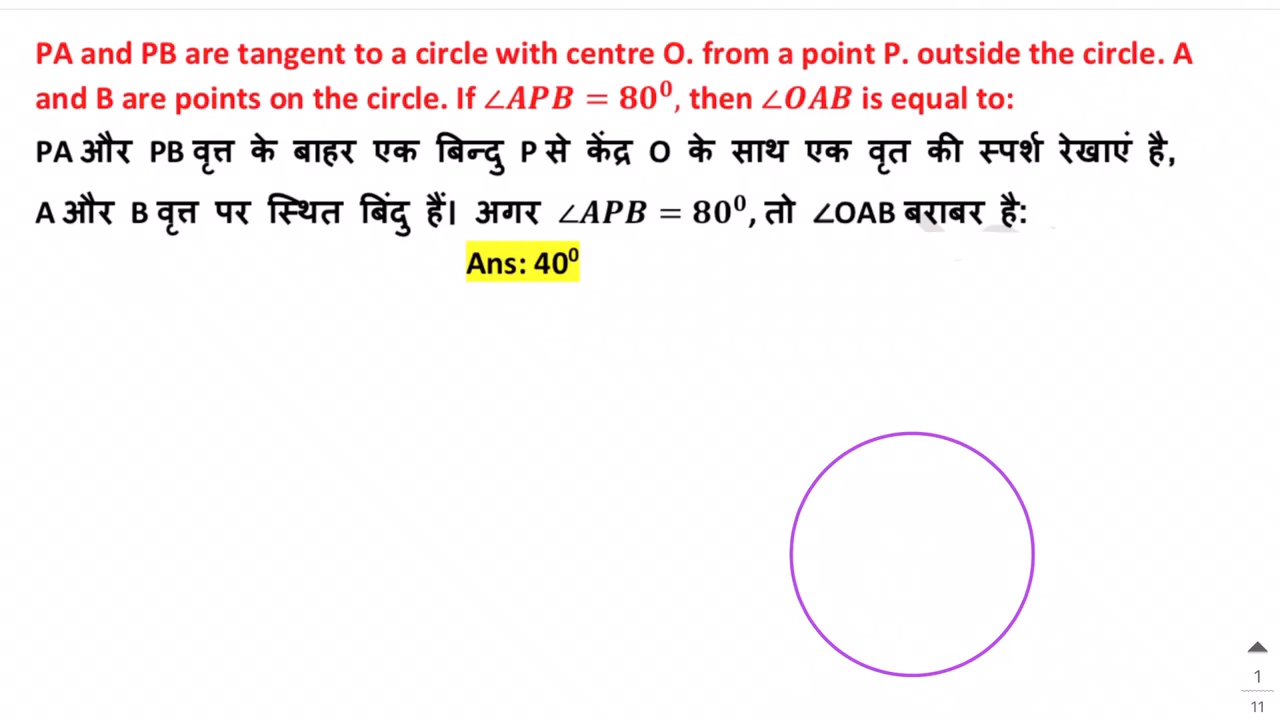 PA and PB are tangent to a circle with centre O. from a point P. outside the circle. A
and B are points on the circle. If ∠APB = 80⁰, then ∠OAB is equal to:
PA और PB वृत्त के बाहर एक बिन्दु P से केंद्र O के साथ एक वृत की स्पर्श रेखाएं है,
A और B वृत्त पर स्थित बिंदु हैं। अगर ∠APB = 80⁰, तो ∠OAB बराबर है:
Ans: 40⁰
1
11